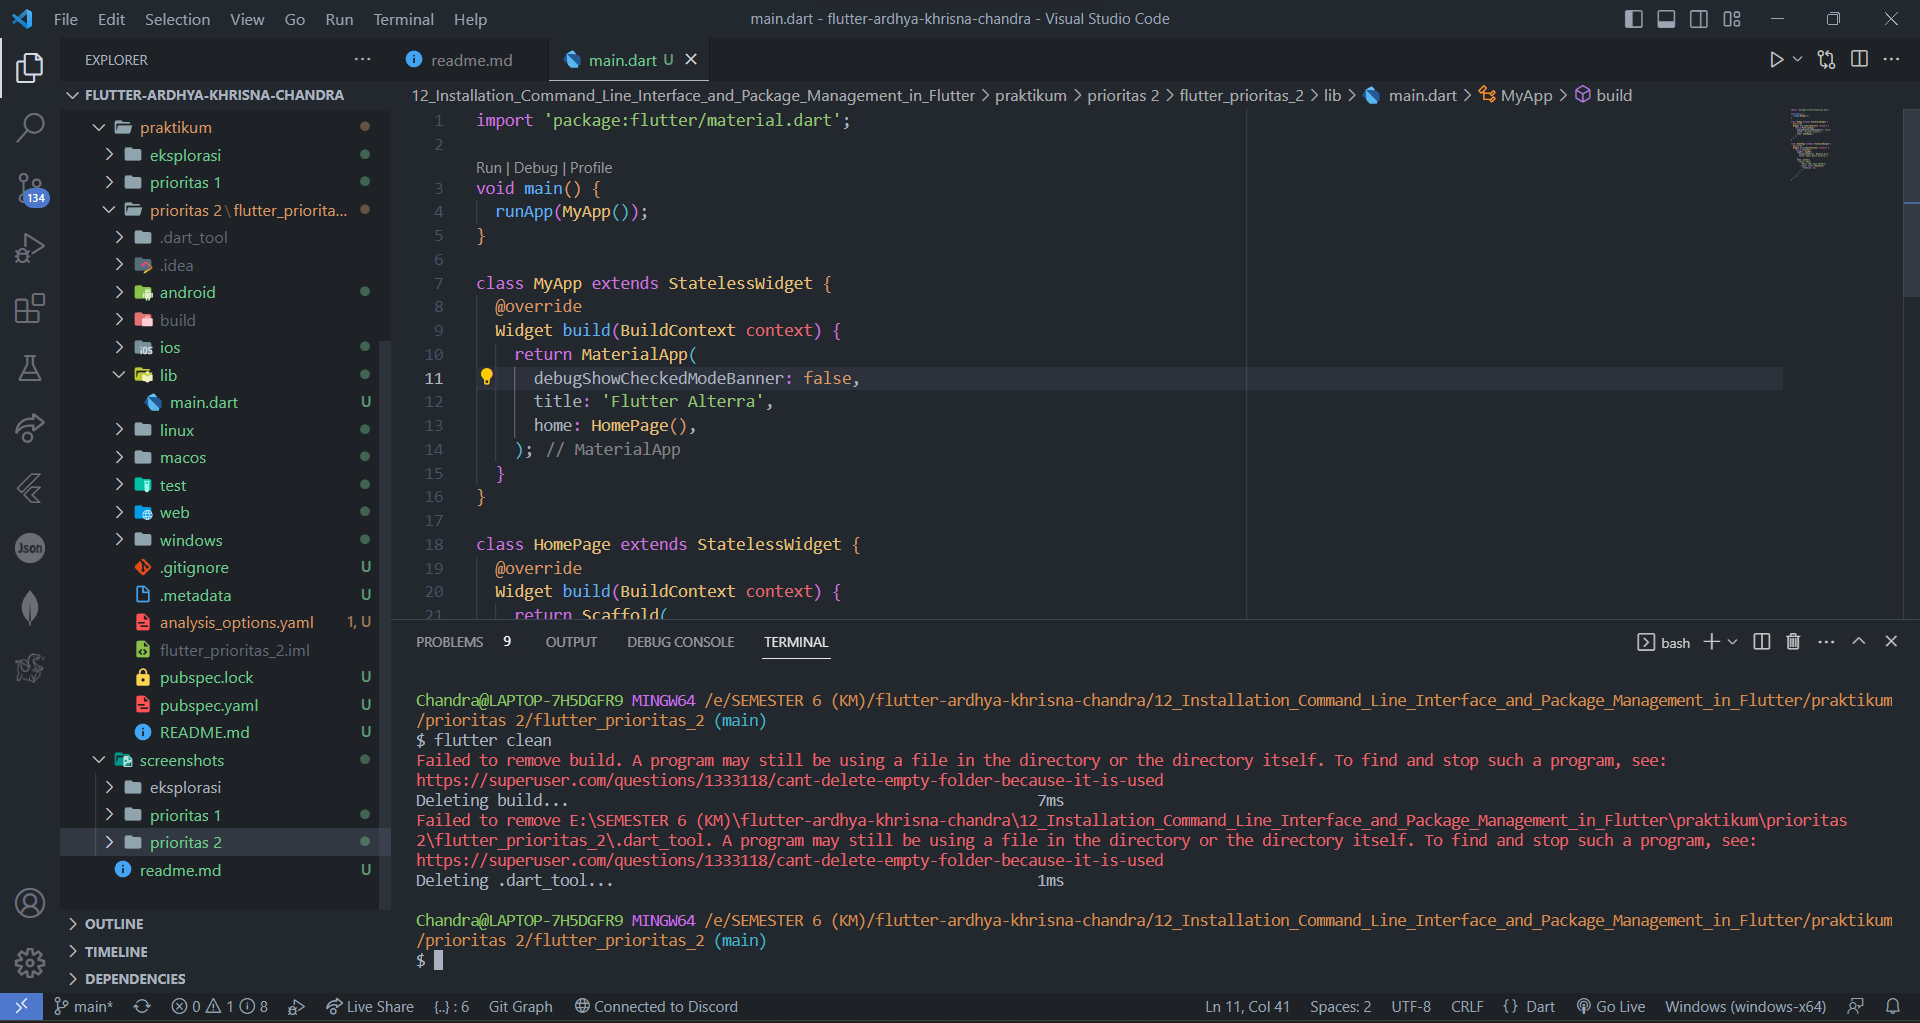 File Edit Selection View Go Run Terminal Help
main.dart - flutter-ardhya-khrisna-chandra - Visual Studio Code
EXPLORER
readme.md
main.dart U
FLUTTER-ARDHYA-KHRISNA-CHANDRA
12_Installation_Command_Line_Interface_and_Package_Management_in_Flutter > praktikum > prioritas 2 > flutter_prioritas_2 > lib > main.dart > MyApp > build
134
praktikum
eksplorasi
prioritas 1
prioritas 2\flutter_priorita...
.dart_tool
.idea
android
build
ios
lib
main.dart U
linux
macos
test
web
windows
.gitignore U
.metadata U
analysis_options.yaml 1, U
flutter_prioritas_2.iml
pubspec.lock U
pubspec.yaml U
README.md U
screenshots
eksplorasi
prioritas 1
prioritas 2
readme.md U
OUTLINE
TIMELINE
DEPENDENCIES
Json
1 import 'package:flutter/material.dart';
2
Run | Debug | Profile
3 void main() {
4 runApp(MyApp());
5 }
6
7 class MyApp extends StatelessWidget {
8 @override
9 Widget build(BuildContext context) {
10 return MaterialApp(
11 debugShowCheckedModeBanner: false,
12 title: 'Flutter Alterra',
13 home: HomePage(),
14 ); // MaterialApp
15 }
16 }
17
18 class HomePage extends StatelessWidget {
19 @override
20 Widget build(BuildContext context) {
21 return Scaffold(
PROBLEMS 9 OUTPUT DEBUG CONSOLE TERMINAL
bash
Chandra@LAPTOP-7H5DGFR9 MINGW64 /e/SEMESTER 6 (KM)/flutter-ardhya-khrisna-chandra/12_Installation_Command_Line_Interface_and_Package_Management_in_Flutter/praktikum
/prioritas 2/flutter_prioritas_2 (main)
$ flutter clean
Failed to remove build. A program may still be using a file in the directory or the directory itself. To find and stop such a program, see:
https://superuser.com/questions/1333118/cant-delete-empty-folder-because-it-is-used
Deleting build... 7ms
Failed to remove E:\SEMESTER 6 (KM)\flutter-ardhya-khrisna-chandra\12_Installation_Command_Line_Interface_and_Package_Management_in_Flutter\praktikum\prioritas
2\flutter_prioritas_2\.dart_tool. A program may still be using a file in the directory or the directory itself. To find and stop such a program, see:
https://superuser.com/questions/1333118/cant-delete-empty-folder-because-it-is-used
Deleting .dart_tool... 1ms
Chandra@LAPTOP-7H5DGFR9 MINGW64 /e/SEMESTER 6 (KM)/flutter-ardhya-khrisna-chandra/12_Installation_Command_Line_Interface_and_Package_Management_in_Flutter/praktikum
/prioritas 2/flutter_prioritas_2 (main)
$
main* 0 1 8 Live Share {..} : 6 Git Graph Connected to Discord
Ln 11, Col 41 Spaces: 2 UTF-8 CRLF { } Dart Go Live Windows (windows-x64)